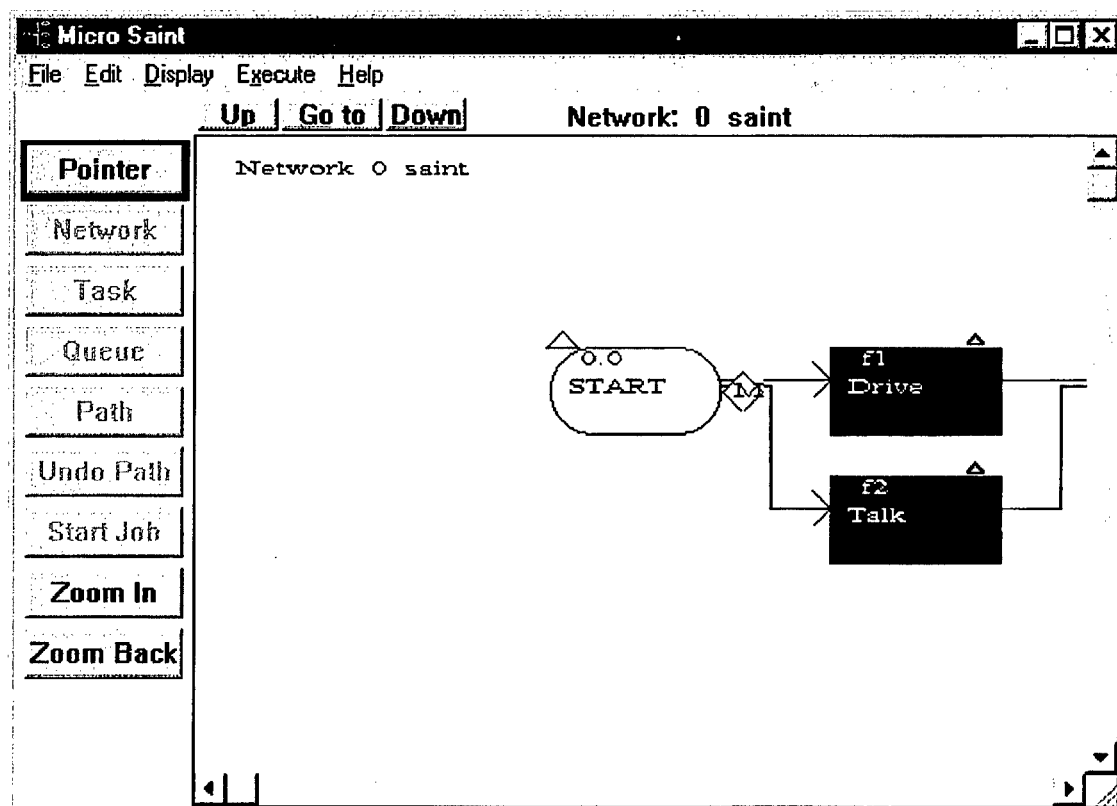 Micro Saint
File Edit Display Execute Help
Up Go to Down Network: 0 saint
Pointer
Network 0 saint
Network
Task
Queue
Path
Undo Path
Start Job
Zoom In
Zoom Back
0.0
START
M
f1
Drive
f2
Talk